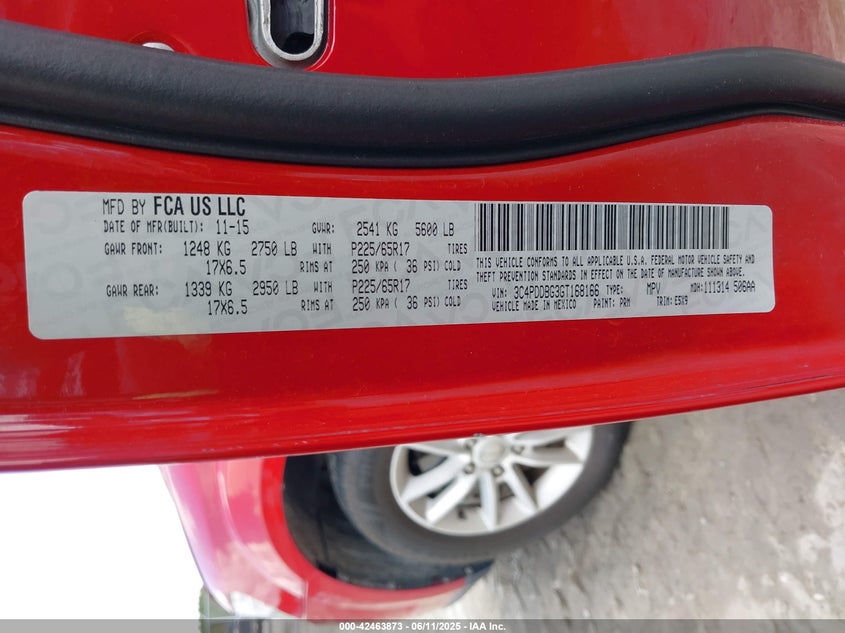 MFD BY FCA US LLC
DATE OF MFR(BUILT): 11-15 GVWR: 2541 KG 5600 LB
GAWR FRONT: 1248 KG 2750 LB WITH P225/65R17 TIRES
17X6.5 RIMS AT 250 KPA ( 36 PSI) COLD
GAWR REAR: 1339 KG 2950 LB WITH P225/65R17 TIRES
17X6.5 RIMS AT 250 KPA ( 36 PSI) COLD
THIS VEHICLE CONFORMS TO ALL APPLICABLE U.S.A. FEDERAL MOTOR VEHICLE SAFETY AND
THEFT PREVENTION STANDARDS IN EFFECT ON THE DATE OF MANUFACTURE SHOWN ABOVE.
VIN: 3C4PDDBG3GT168166 TYPE: MPV MDH: 111314 506AA
VEHICLE MADE IN MEXICO PAINT: PRM TRIM: E5X9
000-42463873 - 06/11/2025 - IAA Inc.